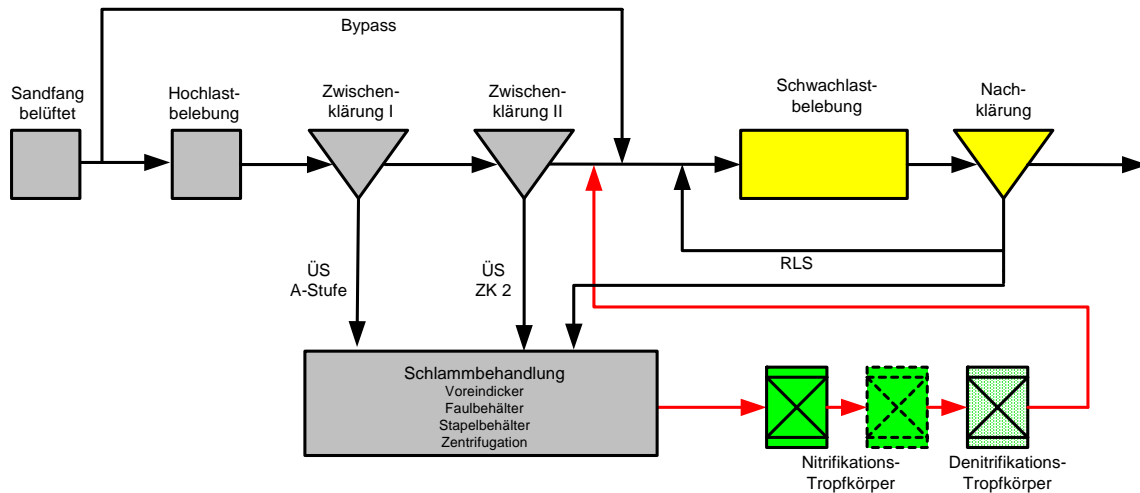 Bypass
Sandfang
belüftet
Hochlast-
belebung
Zwischen-
klärung I
Zwischen-
klärung II
Schwachlast-
belebung
Nach-
klärung
ÜS
A-Stufe
ÜS
ZK 2
RLS
Schlammbehandlung
Voreindicker
Faulbehälter
Stapelbehälter
Zentrifugation
Nitrifikations-
Tropfkörper
Denitrifikations-
Tropfkörper